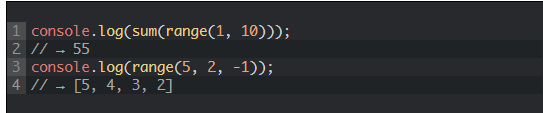 1 console.log(sum(range(1, 10)));
2 // → 55
3 console.log(range(5, 2, -1));
4 // → [5, 4, 3, 2]